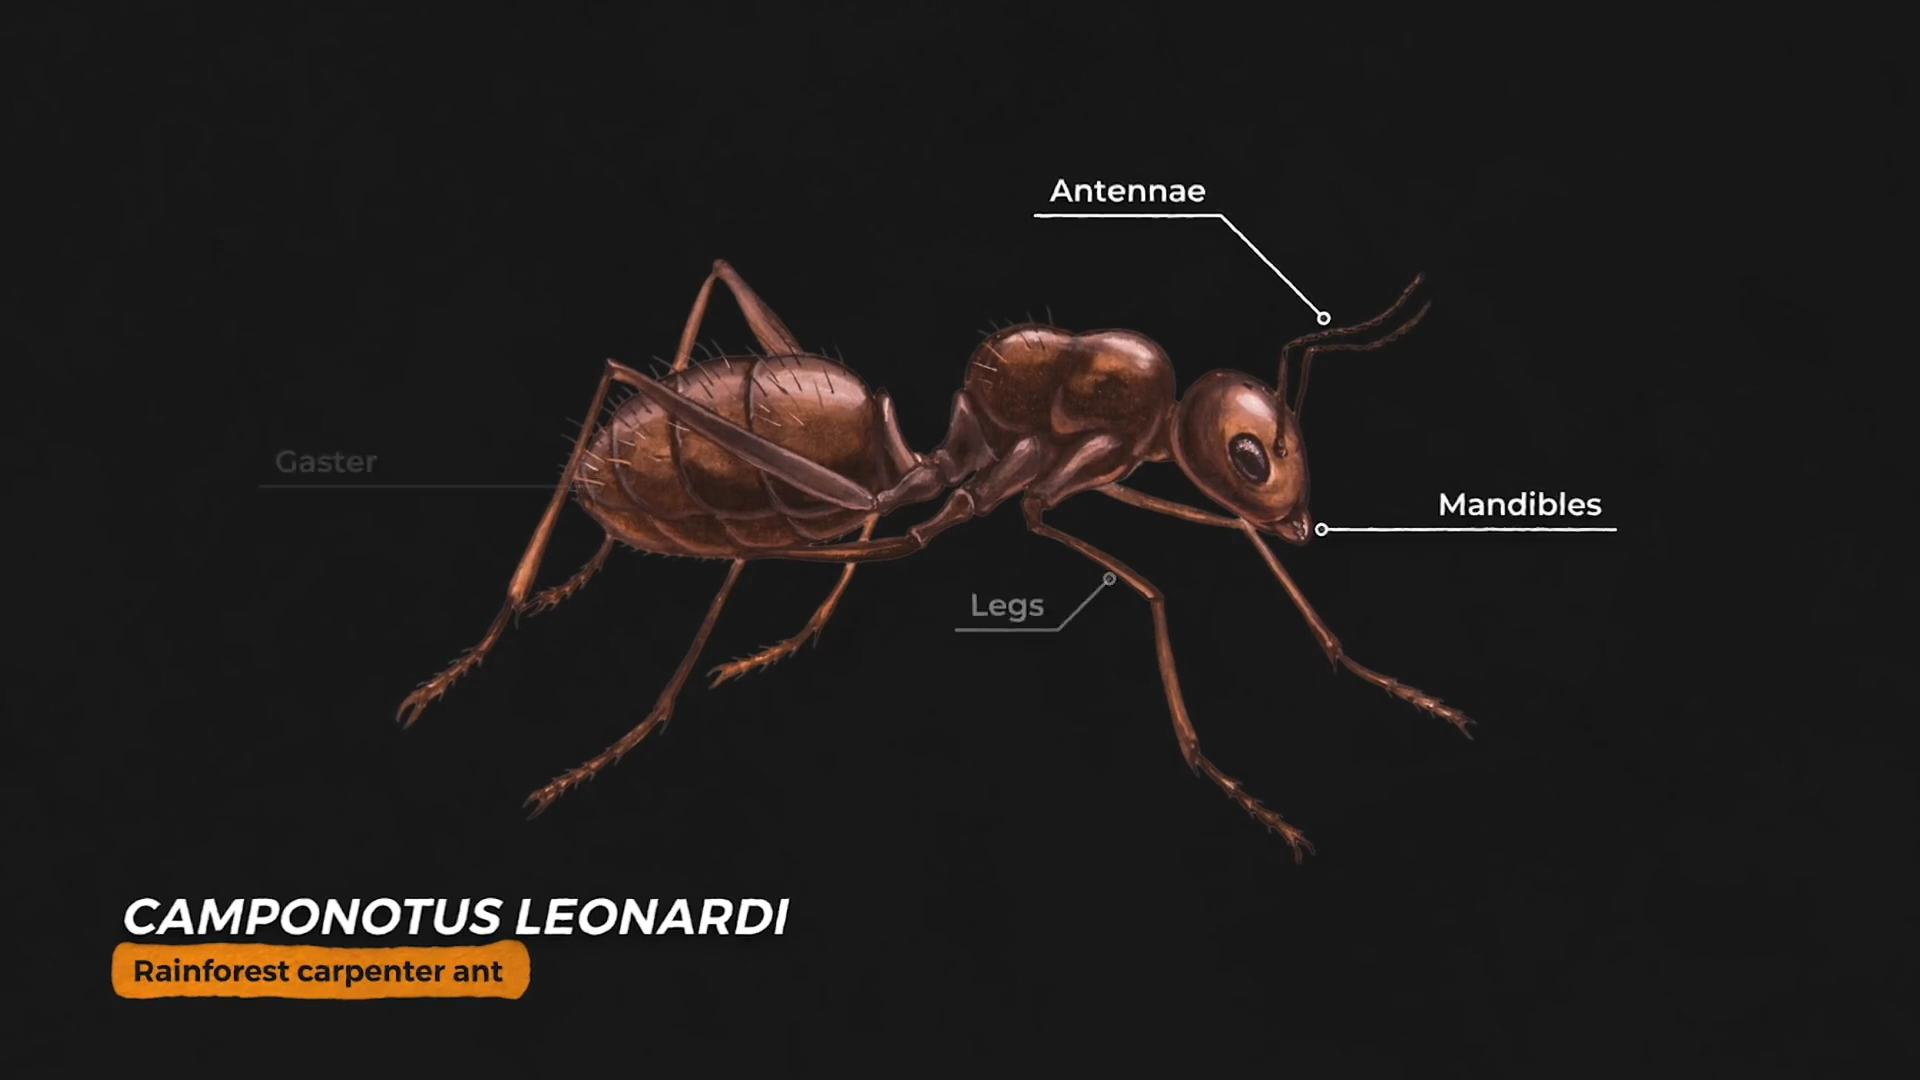 Antennae
Gaster
Mandibles
Legs
CAMPONOTUS LEONARDI
Rainforest carpenter ant